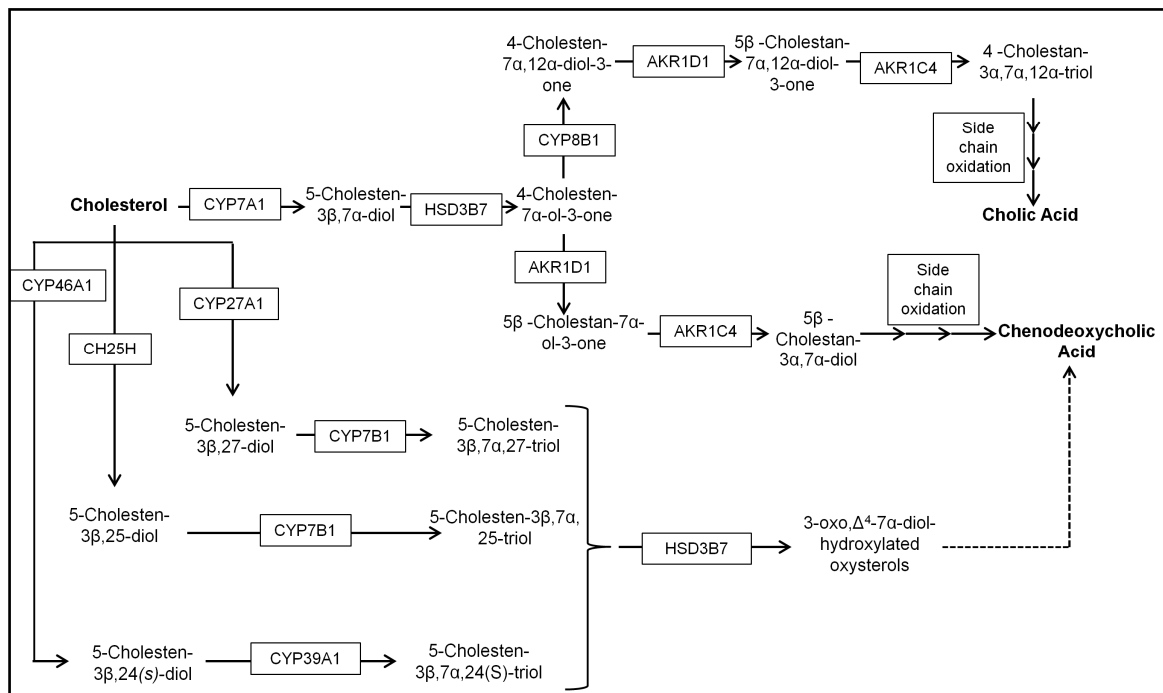 4-Cholesten-
7α,12α-diol-3-
one
AKR1D1
5β -Cholestan-
7α,12α-diol-
3-one
AKR1C4
4 -Cholestan-
3α,7α,12α-triol
CYP8B1
Side
chain
oxidation
Cholesterol
CYP7A1
5-Cholesten-
3β,7α-diol
HSD3B7
4-Cholesten-
7α-ol-3-one
Cholic Acid
CYP46A1
CYP27A1
CH25H
AKR1D1
5β -Cholestan-7α-
ol-3-one
AKR1C4
5β -
Cholestan-
3α,7α-diol
Side
chain
oxidation
Chenodeoxycholic
Acid
5-Cholesten-
3β,27-diol
CYP7B1
5-Cholesten-
3β,7α,27-triol
5-Cholesten-
3β,25-diol
CYP7B1
5-Cholesten-3β,7α,
25-triol
HSD3B7
3-oxo,Δ⁴-7α-diol-
hydroxylated
oxysterols
5-Cholesten-
3β,24(s)-diol
CYP39A1
5-Cholesten-
3β,7α,24(S)-triol